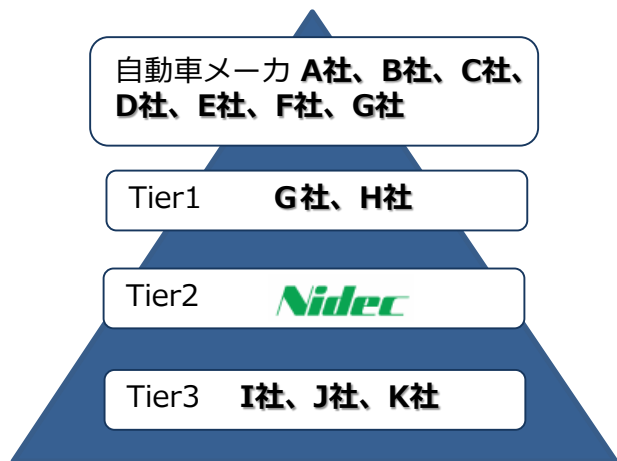 自動車メーカ A社、B社、C社、
D社、E社、F社、G社
Tier1 G社、H社
Tier2 Nidec
Tier3 I社、J社、K社